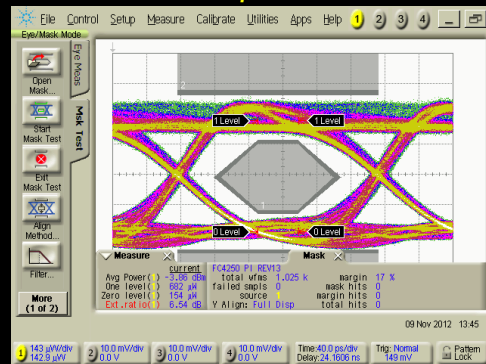 File Control Setup Measure Calibrate Utilities Apps Help 1 2 3 4
Eye/Mask Mode
Eye Meas
Msk Test
Open Mask...
Start Mask Test
Exit Mask Test
Align Method...
Filter...
More (1 of 2)
2
1 Level 1 Level
1
0 Level 0 Level
Measure
current
Avg Power(1) -3.86 dBm
One level(1) 682 µW
Zero level(1) 154 µW
Ext.ratio(1) 6.54 dB
Mask
FC4250 PI REV13
total wfms 1.025 k margin 17 %
failed smpls 0 mask hits 0
source 1 margin hits 0
Y Align: Full Disp total hits 0
09 Nov 2012 13:45
1 143 µW/div 2 10.0 mV/div 3 10.0 mV/div 4 10.0 mV/div Time:40.0 ps/div Trig: Normal Pattern
142.9 µW 0.0 V 0.0 V 0.0 V Delay:24.1606 ns 149 mV Lock